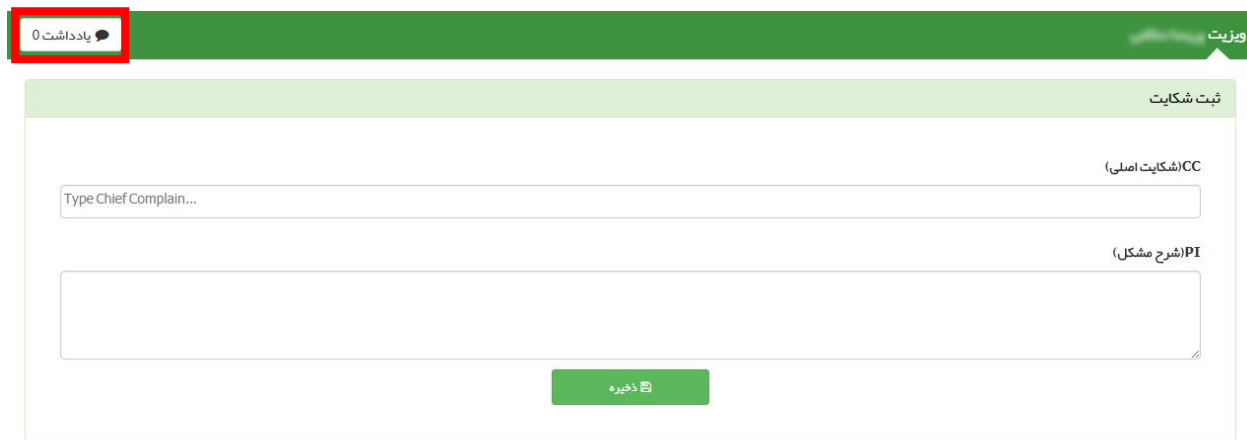 ویزیت
یادداشت 0
ثبت شکایت
CC(شکایت اصلی)
Type Chief Complain...
PI(شرح مشکل)
ذخیره